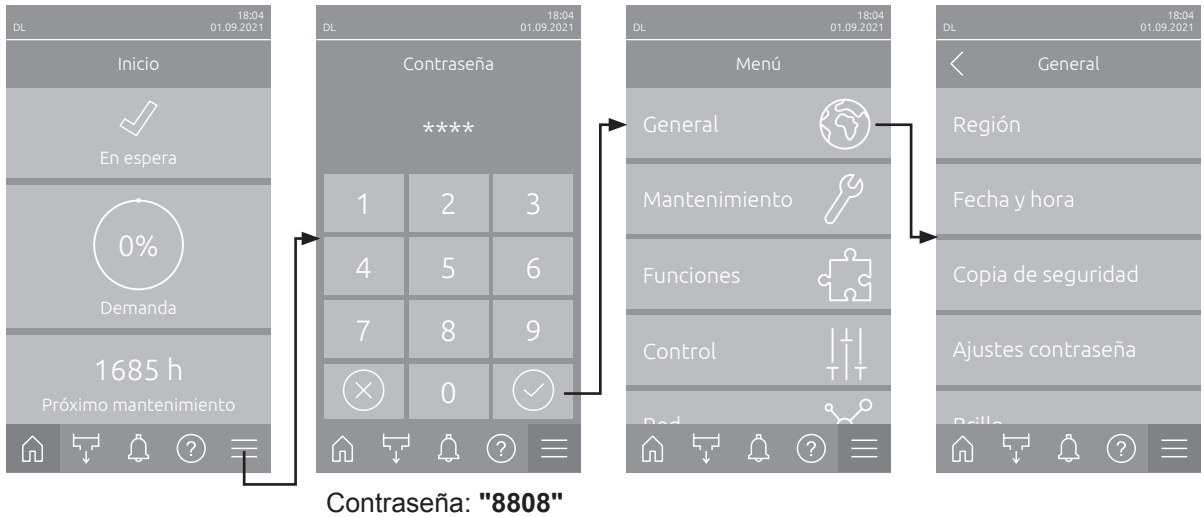 18:04
DL 01.09.2021
Inicio
En espera
0%
Demanda
1685 h
Próximo mantenimiento
?
18:04
DL 01.09.2021
Contraseña
****
1 2 3
4 5 6
7 8 9
0
?
Contraseña: "8808"
18:04
DL 01.09.2021
Menú
General
Mantenimiento
Funciones
Control
Red
?
18:04
DL 01.09.2021
General
Región
Fecha y hora
Copia de seguridad
Ajustes contraseña
Brillo
?